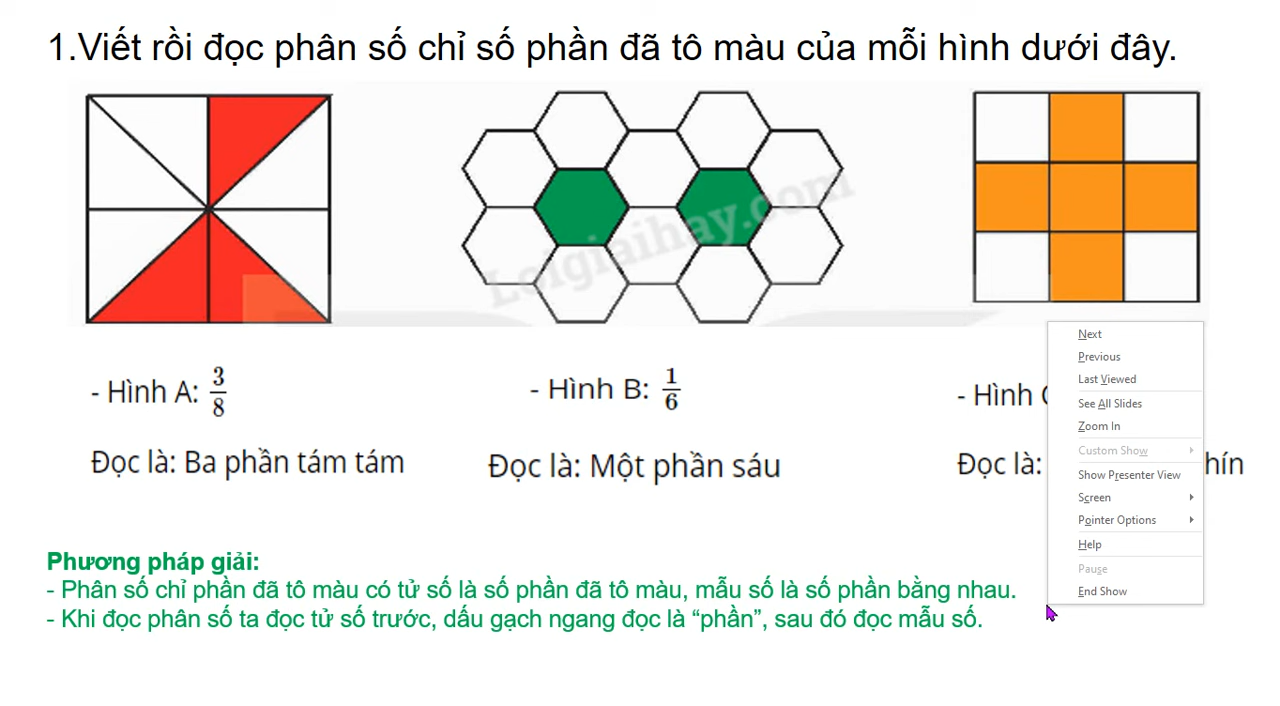 1.Viết rồi đọc phân số chỉ số phần đã tô màu của mỗi hình dưới đây.
Loigiaihay.com
- Hình A: 3/8
- Hình B: 1/6
- Hình
Đọc là: Ba phần tám tám
Đọc là: Một phần sáu
Đọc là:
hín
Next
Previous
Last Viewed
See All Slides
Zoom In
Custom Show
Show Presenter View
Screen
Pointer Options
Help
Pause
End Show
Phương pháp giải:
- Phân số chỉ phần đã tô màu có tử số là số phần đã tô màu, mẫu số là số phần bằng nhau.
- Khi đọc phân số ta đọc tử số trước, dấu gạch ngang đọc là “phần”, sau đó đọc mẫu số.